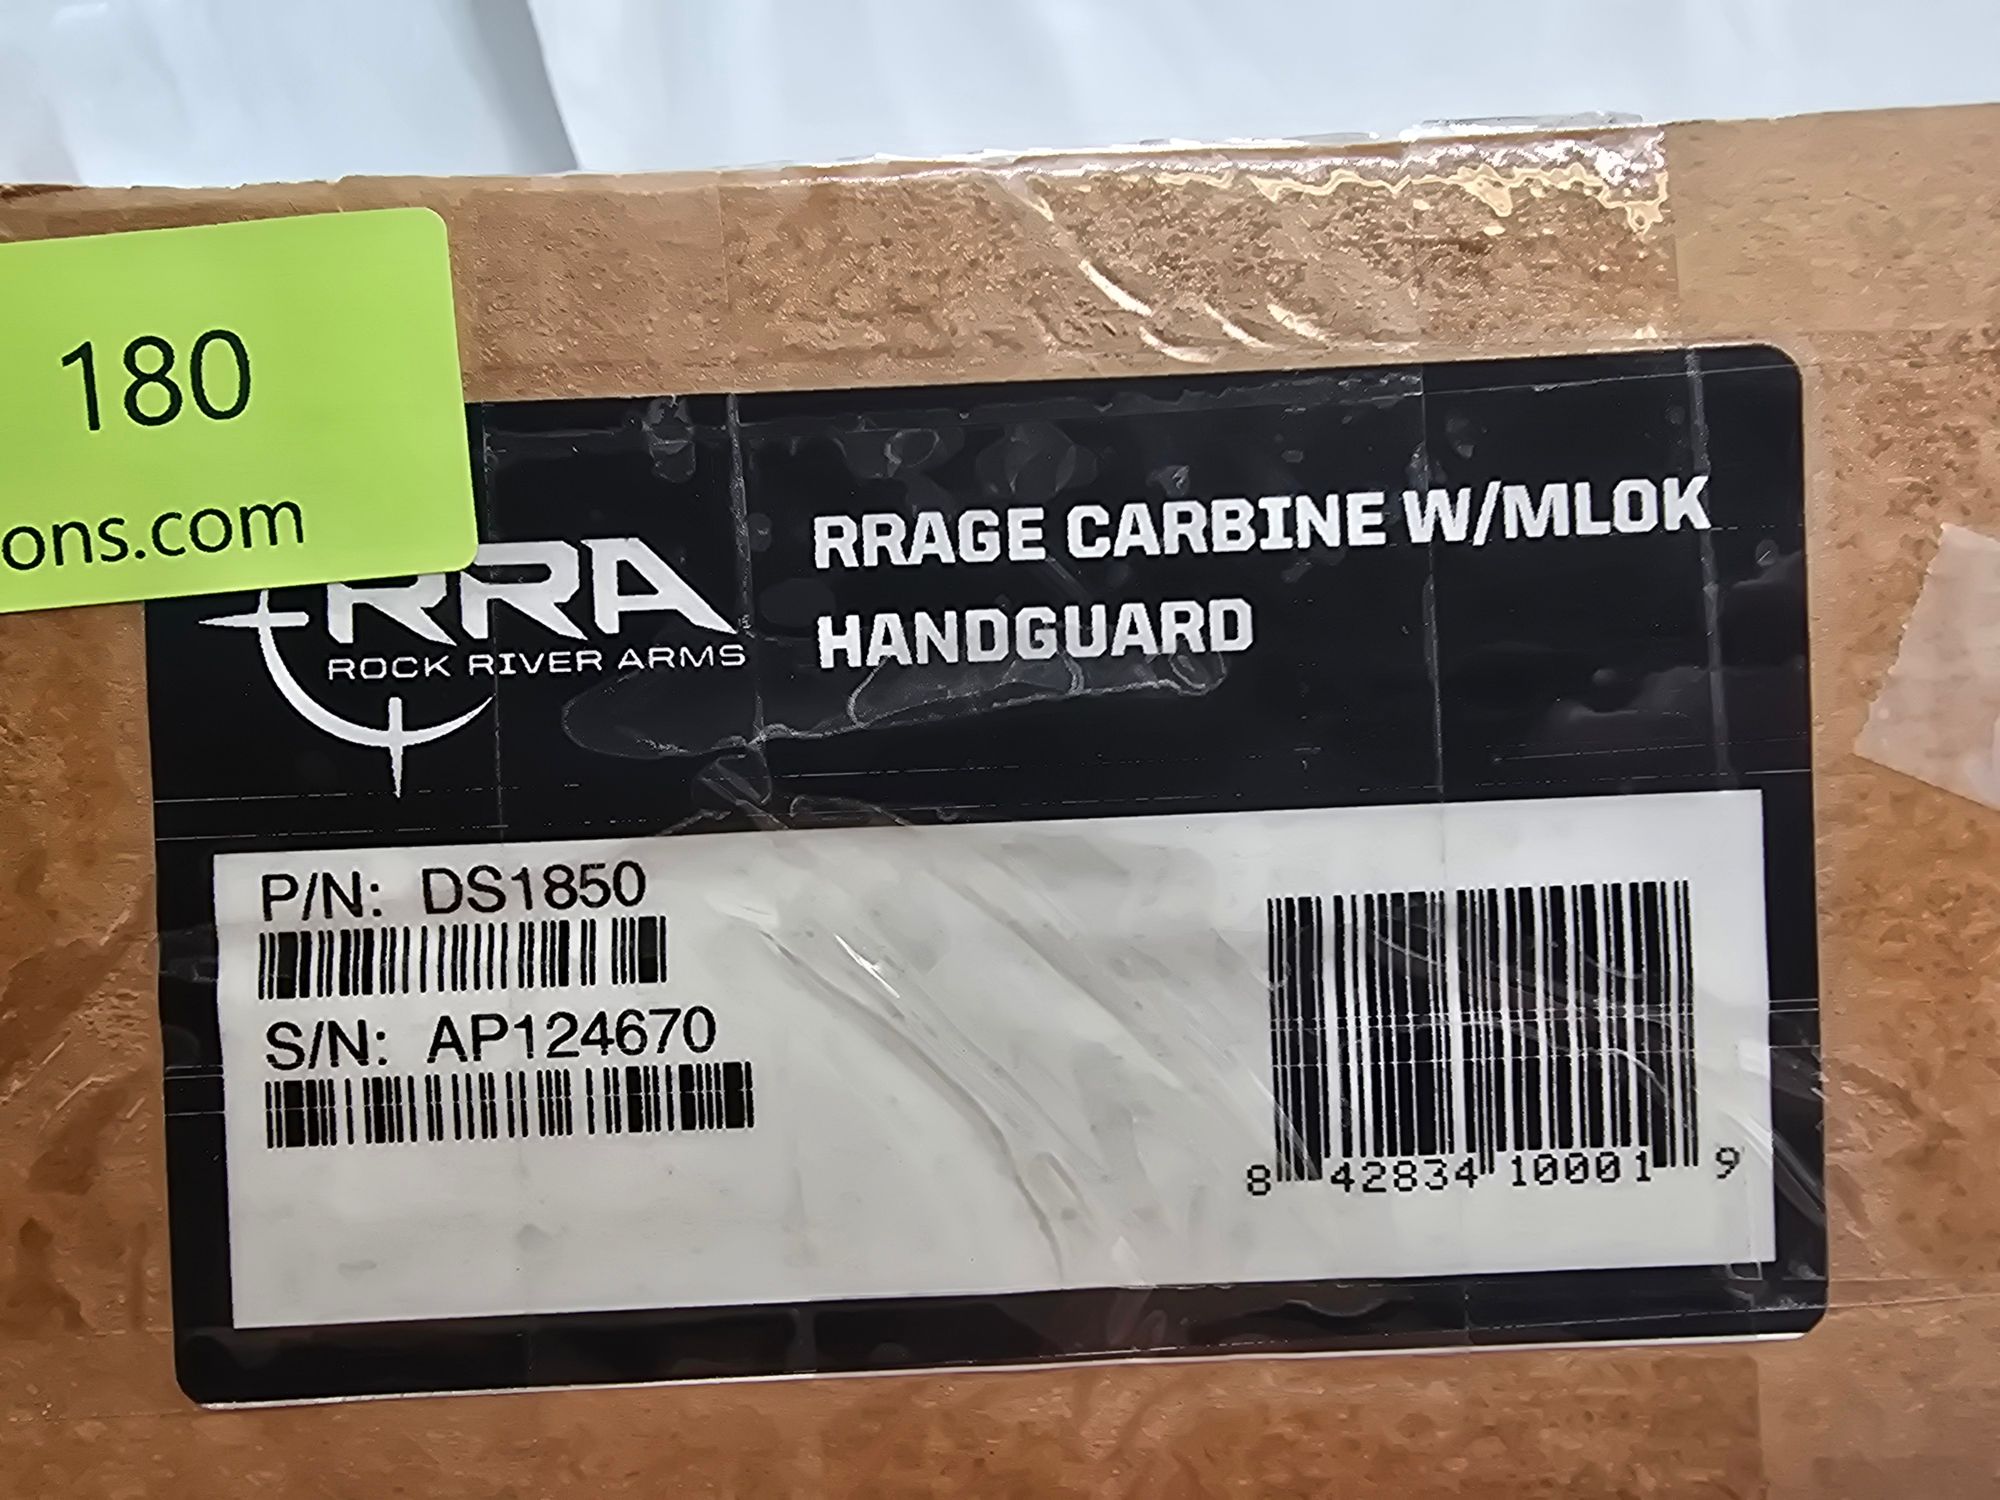 180
ons.com
RRA
ROCK RIVER ARMS
RRAGE CARBINE W/MLOK
HANDGUARD
P/N: DS1850
S/N: AP124670
8 42834 10001 9